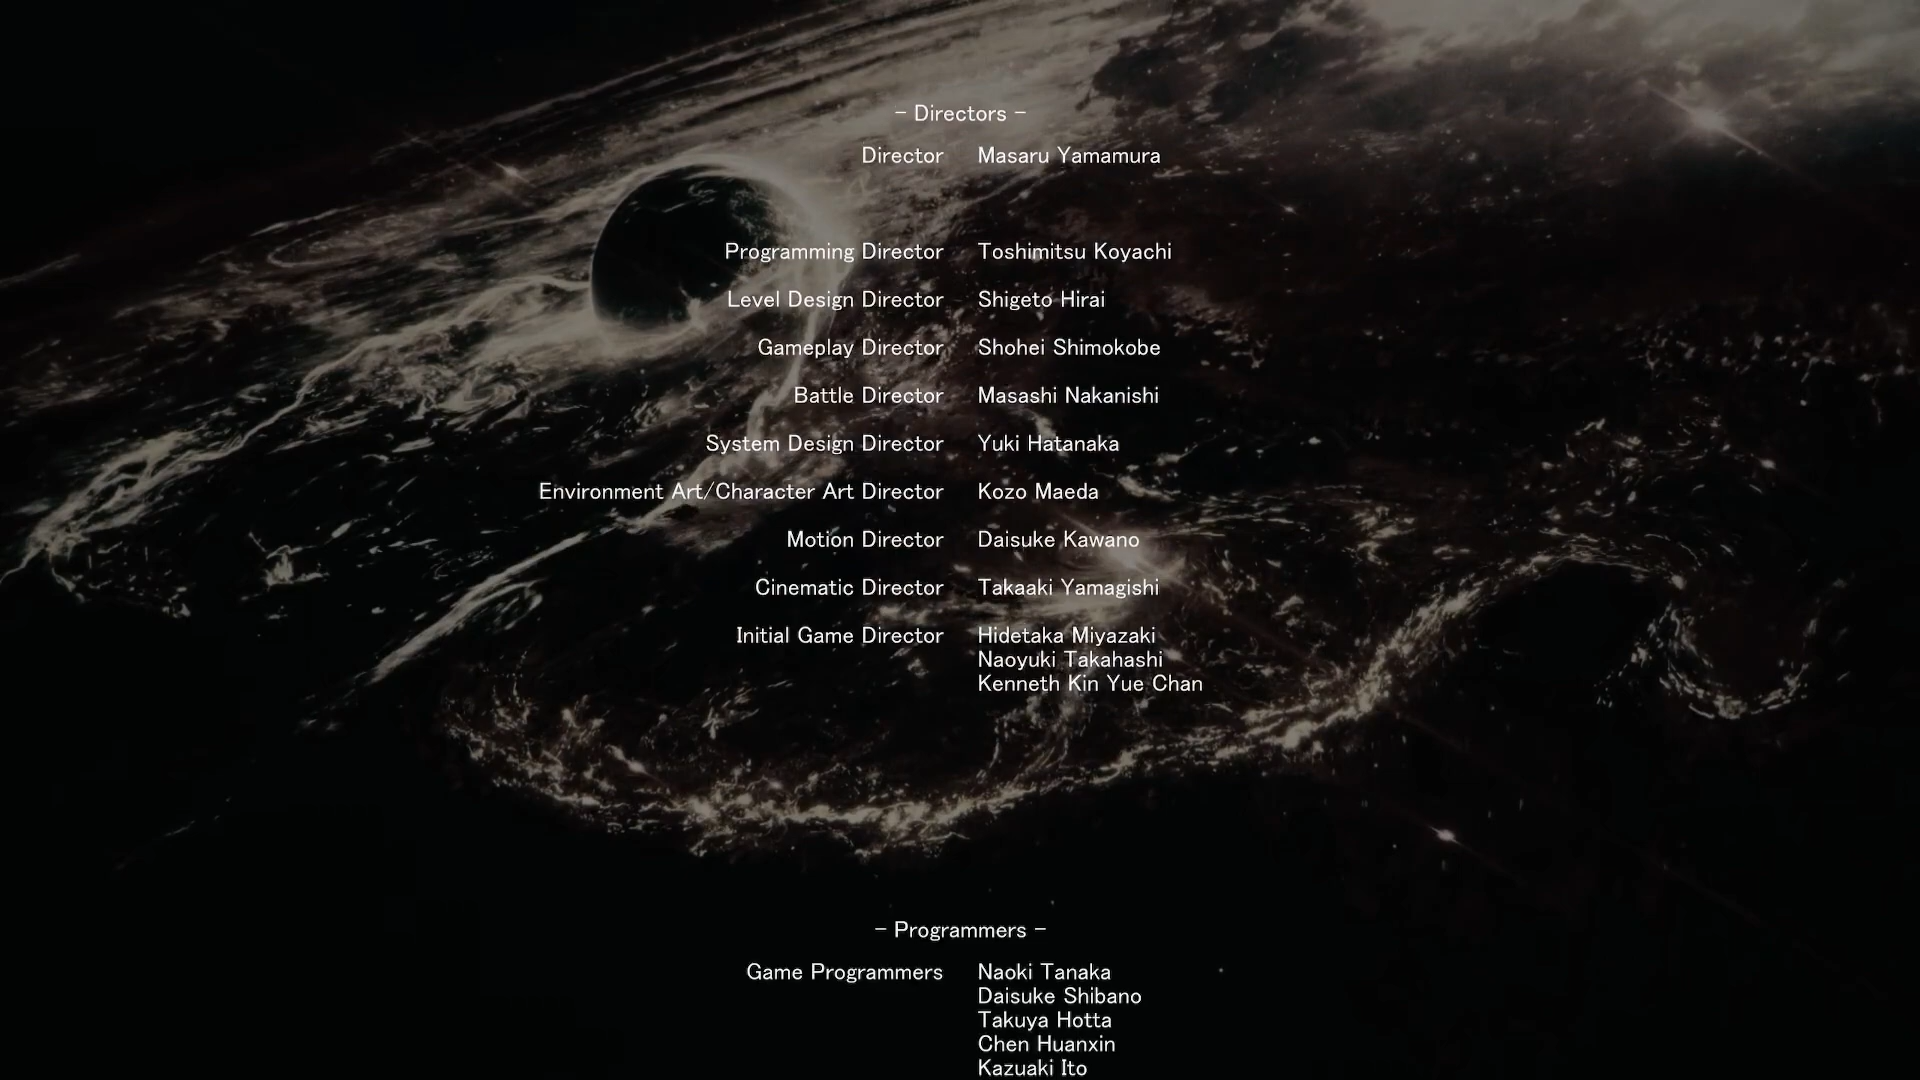 - Directors -
Director Masaru Yamamura
Programming Director Toshimitsu Koyachi
Level Design Director Shigeto Hirai
Gameplay Director Shohei Shimokobe
Battle Director Masashi Nakanishi
System Design Director Yuki Hatanaka
Environment Art/Character Art Director Kozo Maeda
Motion Director Daisuke Kawano
Cinematic Director Takaaki Yamagishi
Initial Game Director Hidetaka Miyazaki
Naoyuki Takahashi
Kenneth Kin Yue Chan
- Programmers -
Game Programmers Naoki Tanaka
Daisuke Shibano
Takuya Hotta
Chen Huanxin
Kazuaki Ito